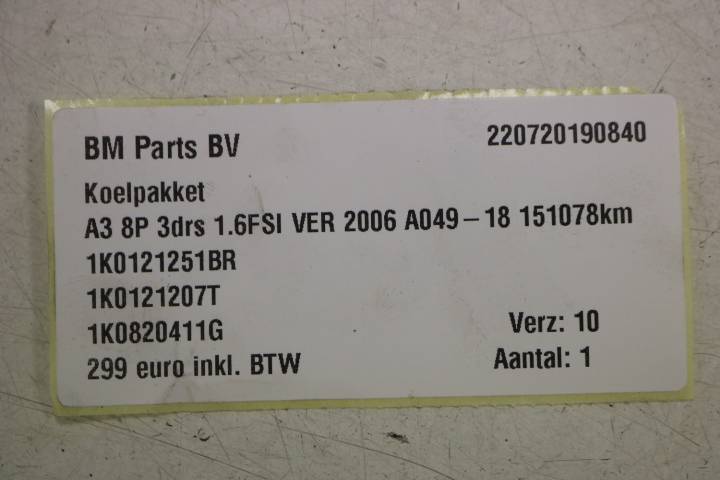 BM Parts BV 220720190840
Koelpakket
A3 8P 3drs 1.6FSI VER 2006 A049-18 151078km
1K0121251BR
1K0121207T
1K0820411G Verz: 10
299 euro inkl. BTW Aantal: 1